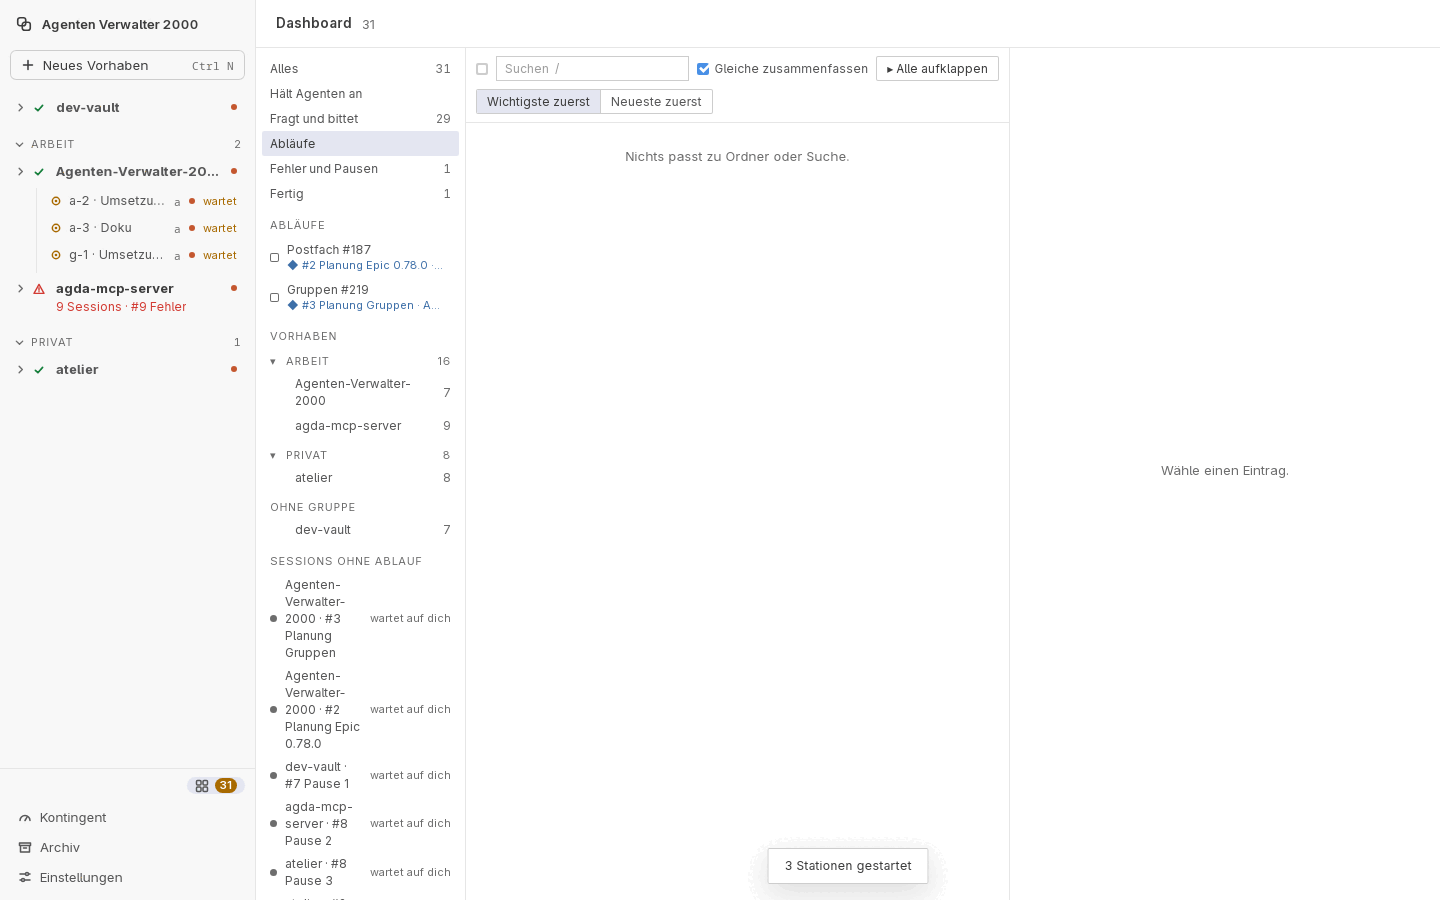 Agenten Verwalter 2000
Neues Vorhaben Ctrl N
dev-vault
ARBEIT 2
Agenten-Verwalter-20...
a-2 · Umsetzu... a wartet
a-3 · Doku a wartet
g-1 · Umsetzu... a wartet
agda-mcp-server
9 Sessions · #9 Fehler
PRIVAT 1
atelier
31
Kontingent
Archiv
Einstellungen
Dashboard 31
Alles 31
Hält Agenten an
Fragt und bittet 29
Abläufe
Fehler und Pausen 1
Fertig 1
ABLÄUFE
Postfach #187
◆ #2 Planung Epic 0.78.0 ·...
Gruppen #219
◆ #3 Planung Gruppen · A...
VORHABEN
▾ ARBEIT 16
Agenten-Verwalter-
2000 7
agda-mcp-server 9
▾ PRIVAT 8
atelier 8
OHNE GRUPPE
dev-vault 7
SESSIONS OHNE ABLAUF
Agenten-
Verwalter-
2000 · #3 wartet auf dich
Planung
Gruppen
Agenten-
Verwalter-
2000 · #2 wartet auf dich
Planung Epic
0.78.0
dev-vault ·
#7 Pause 1 wartet auf dich
agda-mcp-
server · #8 wartet auf dich
Pause 2
atelier · #8
Pause 3 wartet auf dich
Suchen /
Gleiche zusammenfassen
▸ Alle aufklappen
Wichtigste zuerst Neueste zuerst
Nichts passt zu Ordner oder Suche.
Wähle einen Eintrag.
3 Stationen gestartet